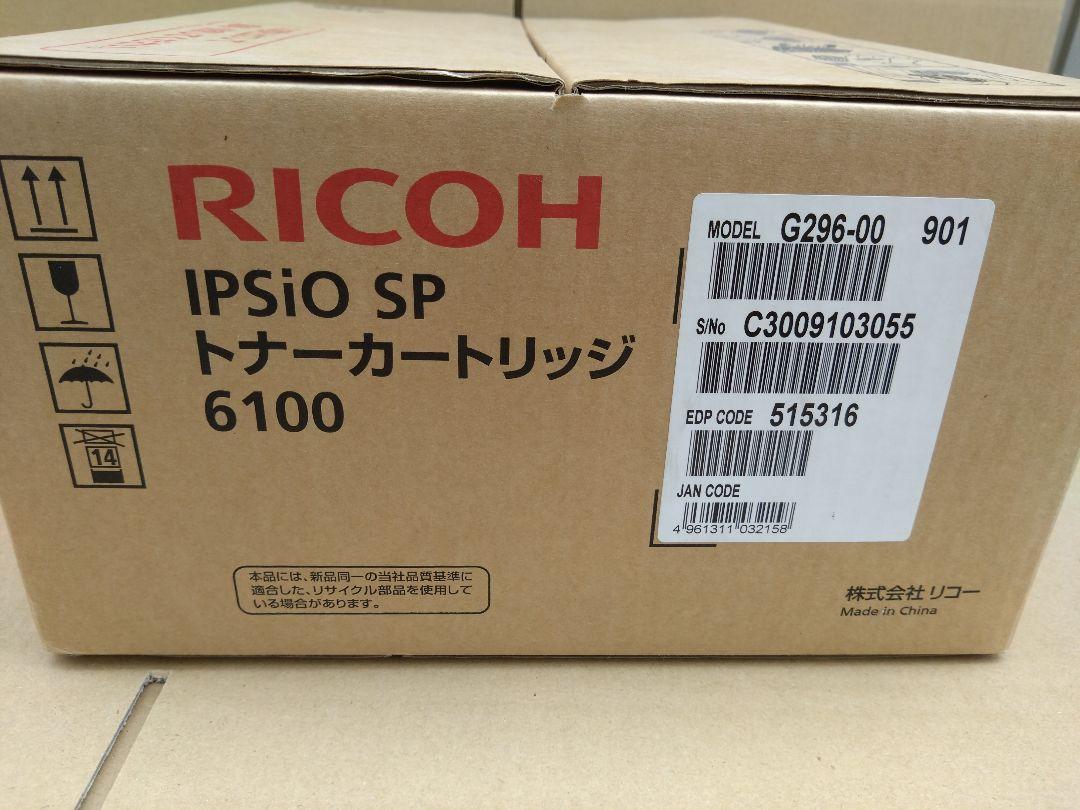 RICOH
IPSiO SP
トナーカートリッジ
6100
14
MODEL G296-00 901
S/No C3009103055
EDP CODE 515316
JAN CODE
4 961311 032158
本品には、新品同一の当社品質基準に
適合した、リサイクル部品を使用して
いる場合があります。
株式会社 リコー
Made in China